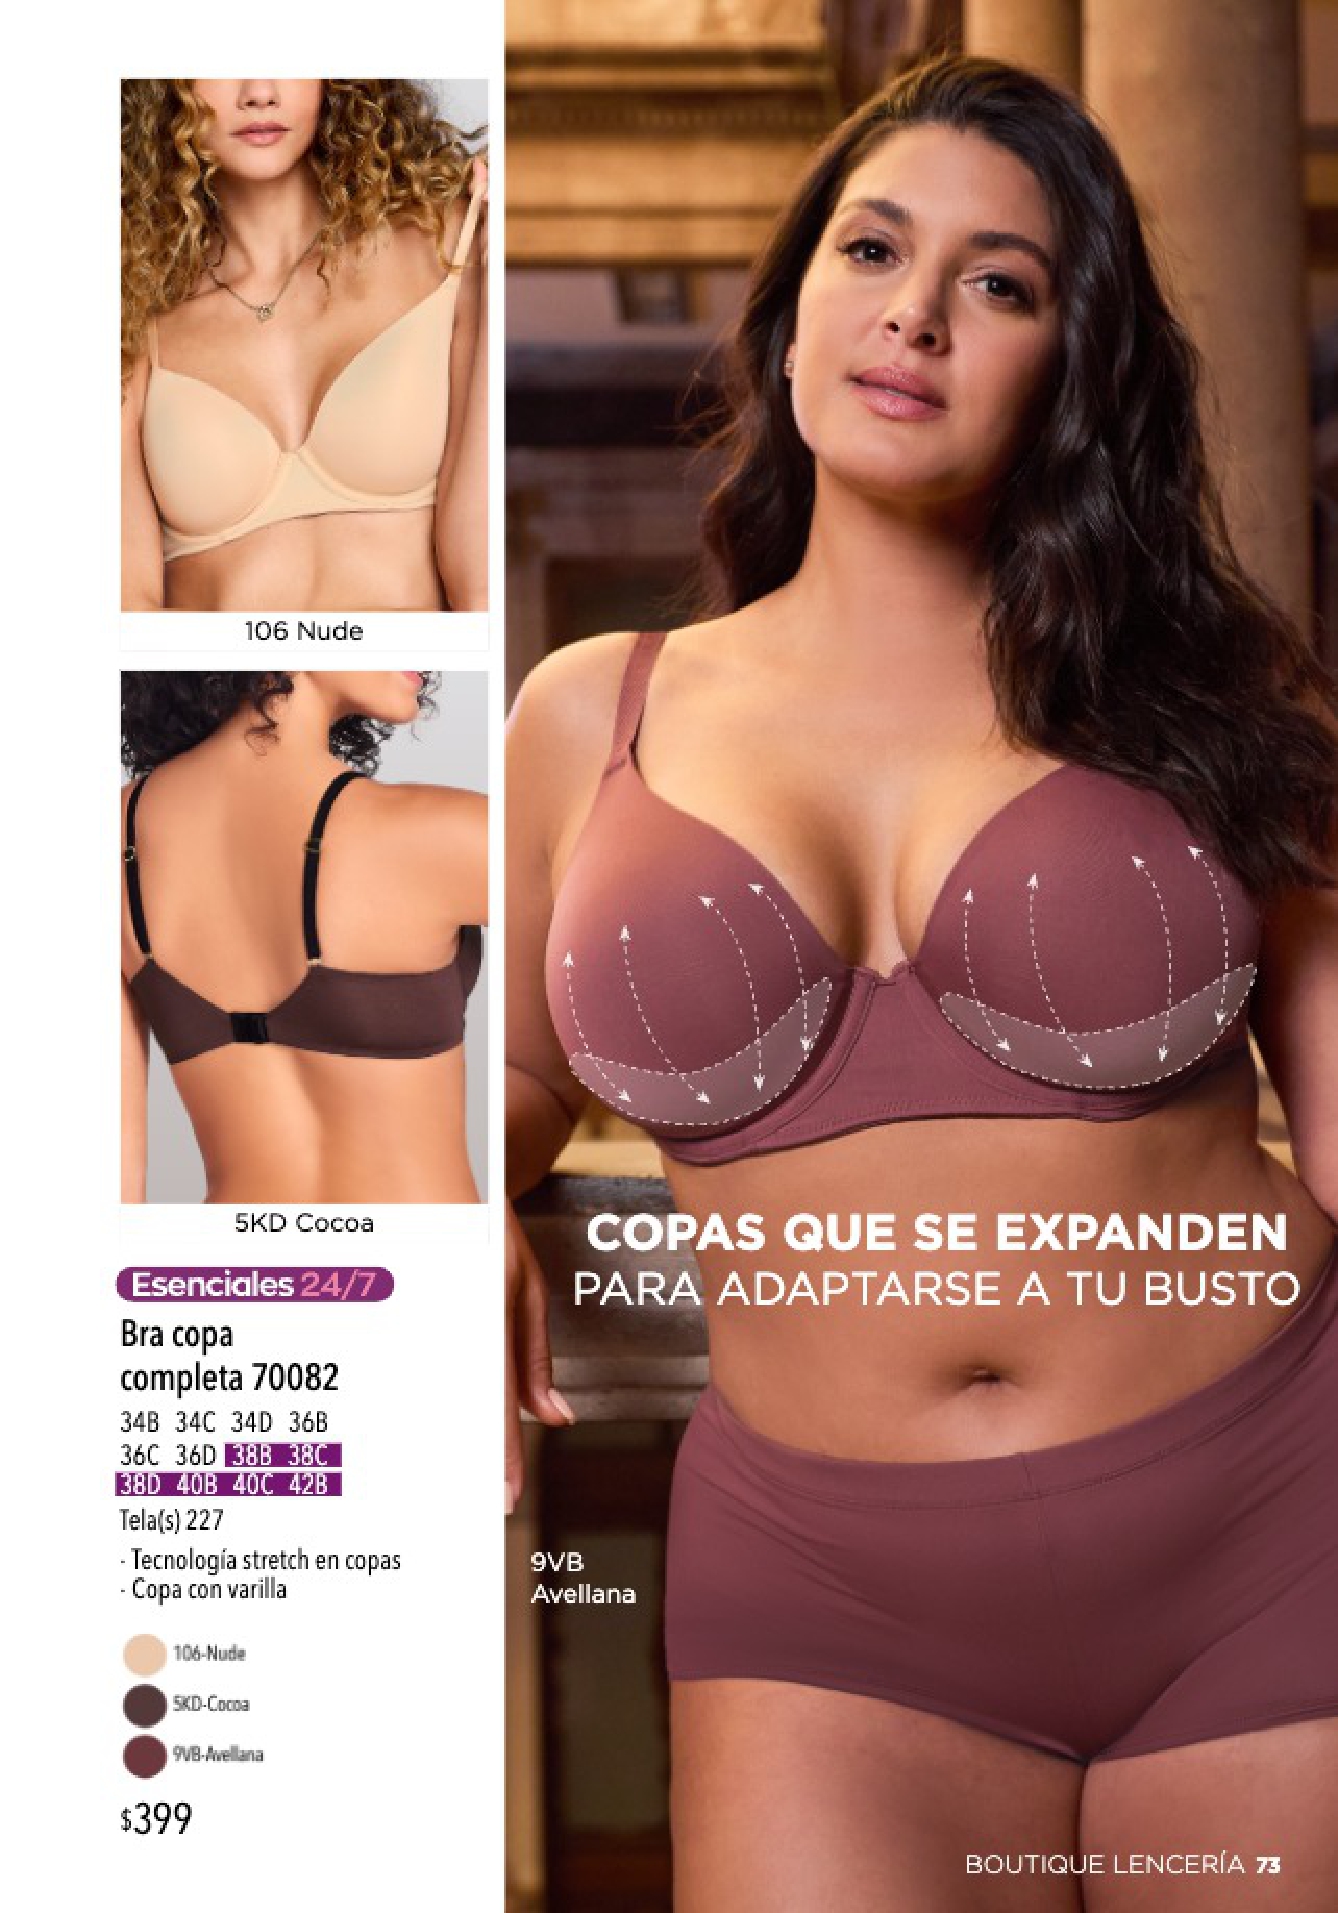 106 Nude
5KD Cocoa
Esenciales 24/7
Bra copa
completa 70082
34B 34C 34D 36B
36C 36D 38B 38C
38D 40B 40C 42B
Tela(s) 227
- Tecnología stretch en copas
- Copa con varilla
106-Nude
5KD-Cocoa
9VB-Avellana
$399
COPAS QUE SE EXPANDEN
PARA ADAPTARSE A TU BUSTO
9VB
Avellana
BOUTIQUE LENCERÍA 73